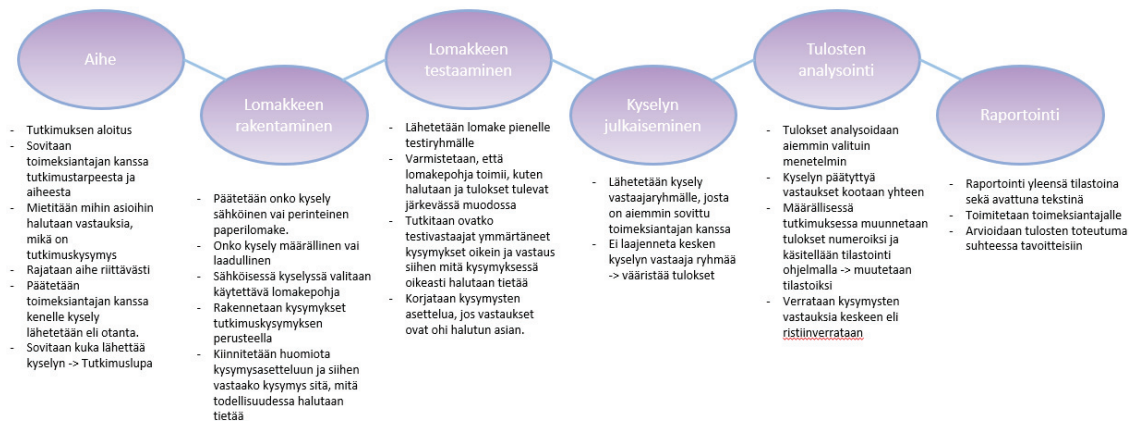 Aihe
- Tutkimuksen aloitus
- Sovitaan
toimeksiantajan kanssa
tutkimustarpeesta ja
aiheesta
- Mietitään mihin asioihin
halutaan vastauksia,
mikä on
tutkimuskysymys
- Rajataan aihe riittävästi
- Päätetään
toimeksiantajan kanssa
kenelle kysely
lähetetään eli otanta.
- Sovitaan kuka lähettää
kyselyn -> Tutkimuslupa
Lomakkeen
rakentaminen
- Päätetään onko kysely
sähköinen vai perinteinen
paperilomake.
- Onko kysely määrällinen vai
laadullinen
- Sähköisessä kyselyssä valitaan
käytettävä lomakepohja
- Rakennetaan kysymykset
tutkimuskysymyksen
perusteella
- Kiinnitetään huomiota
kysymysasetteluun ja siihen
vastaako kysymys sitä, mitä
todellisuudessa halutaan
tietää
Lomakkeen
testaaminen
- Lähetetään lomake pienelle
testiryhmälle
- Varmistetaan, että
lomakepohja toimii, kuten
halutaan ja tulokset tulevat
järkevässä muodossa
- Tutkitaan ovatko
testivastaajat ymmärtäneet
kysymykset oikein ja vastaus
siihen mitä kysymyksessä
oikeasti halutaan tietää
- Korjataan kysymysten
asettelua, jos vastaukset
ovat ohi halutun asian.
Kyselyn
julkaiseminen
- Lähetetään kysely
vastaajaryhmälle, josta
on aiemmin sovittu
toimeksiantajan kanssa
- Ei laajenneta kesken
kyselyn vastaaja ryhmää
-> vääristää tulokset
Tulosten
analysointi
- Tulokset analysoidaan
aiemmin valituin
menetelmin
- Kyselyn päätyttyä
vastaukset kootaan yhteen
- Määrällisessä
tutkimuksessa muunnetaan
tulokset numeroiksi ja
käsitellään tilastointi
ohjelmalla -> muutetaan
tilastoiksi
- Verrataan kysymysten
vastauksia keskeen eli
ristiinverrataan
Raportointi
- Raportointi yleensä tilastoina
sekä avattuna tekstinä
- Toimitetaan toimeksiantajalle
- Arvioidaan tulosten toteutuma
suhteessa tavoitteisiin